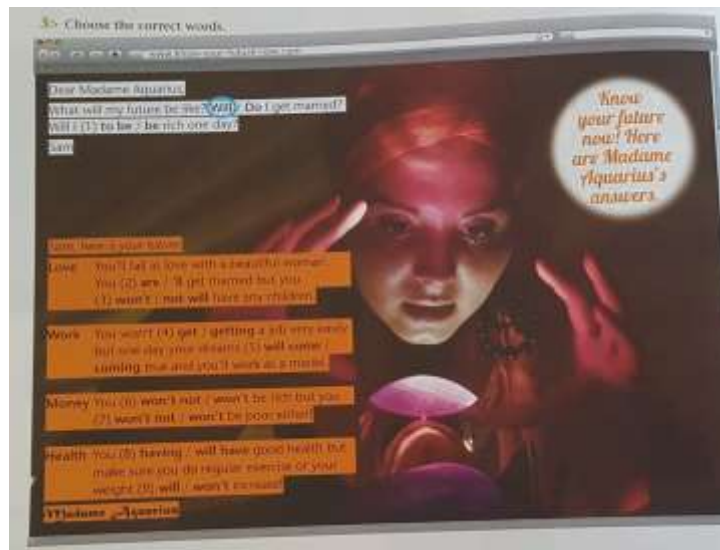 5> Choose the correct words.
Dear Madame Aquarius,
What will my future be like? Will / Do I get married?
Will I (1) to be / be rich one day?
Sam
Know
your future
now! Here
are Madame
Aquarius's
answers.
Sam, here is your future:
Love You'll fall in love with a beautiful woman.
You (2) are / 'll get married but you
(3) won't / not will have any children.
Work You won't (4) get / getting a job very easily
but one day your dreams (5) will come /
coming true and you'll work as a
Money You (6) won't not / won't be rich but you
(7) won't not / won't be poor either!
Health You (8) having / will have good health but
make sure you do regular exercise or your
weight (9) will / won't increase!
Madame Aquarius